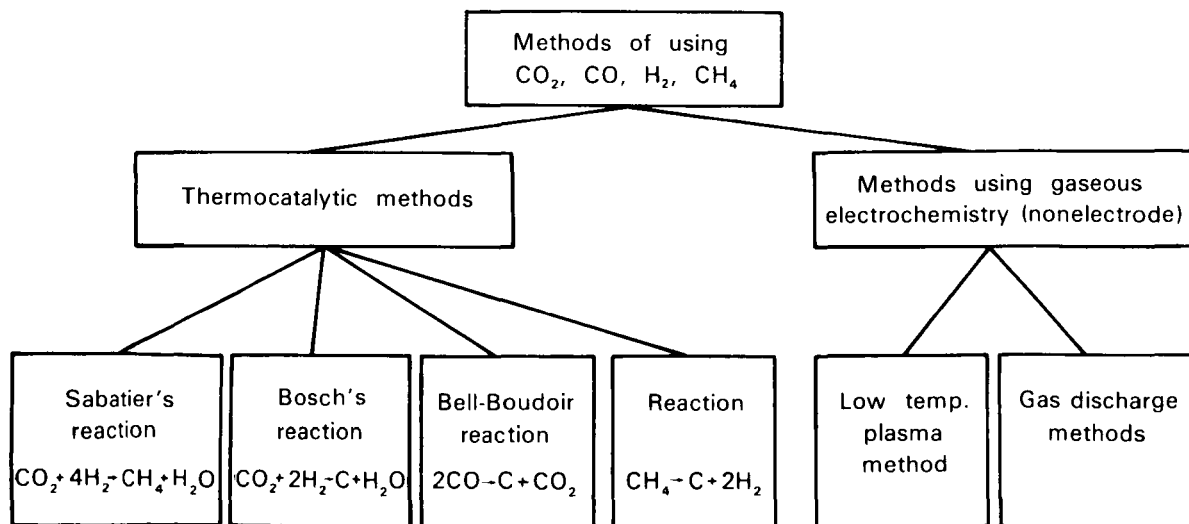 Methods of using
CO₂, CO, H₂, CH₄
Thermocatalytic methods
Methods using gaseous
electrochemistry (nonelectrode)
Sabatier's
reaction
CO₂+4H₂→CH₄+H₂O
Bosch's
reaction
CO₂+2H₂→C+H₂O
Bell-Boudoir
reaction
2CO→C+CO₂
Reaction
CH₄→C+2H₂
Low temp.
plasma
method
Gas discharge
methods